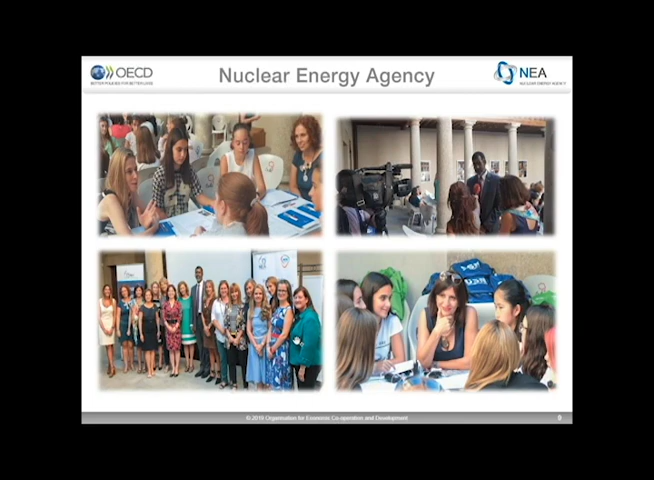 OECD
BETTER POLICIES FOR BETTER LIVES
Nuclear Energy Agency
NEA
NUCLEAR ENERGY AGENCY
© 2019 Organisation for Economic Co-operation and Development
9